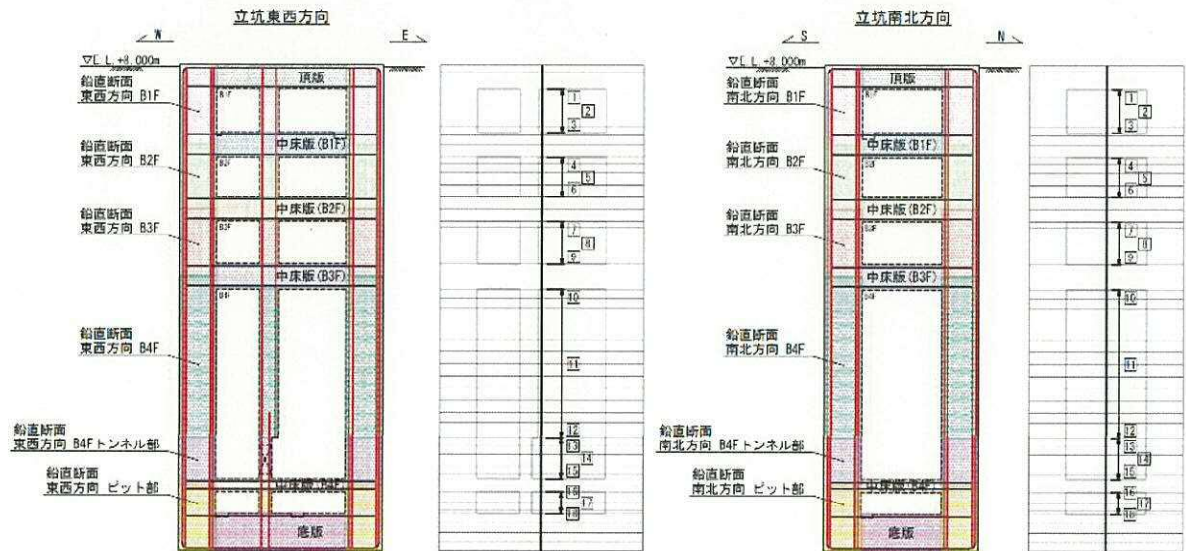 立坑東西方向
W
E
▽E.L.+8.000m
頂版
鉛直断面
東西方向 B1F
B1F
中床版(B1F)
鉛直断面
東西方向 B2F
B2F
中床版(B2F)
鉛直断面
東西方向 B3F
B3F
中床版(B3F)
B4F
鉛直断面
東西方向 B4F
鉛直断面
東西方向 B4Fトンネル部
中床版(B4F)
鉛直断面
東西方向 ピット部
底版
1
2
3
4
5
6
7
8
9
10
11
12
13
14
15
16
17
18
立坑南北方向
S
N
▽E.L.+8.000m
頂版
鉛直断面
南北方向 B1F
B1F
中床版(B1F)
鉛直断面
南北方向 B2F
中床版(B2F)
鉛直断面
南北方向 B3F
中床版(B3F)
鉛直断面
南北方向 B4F
鉛直断面
南北方向 B4Fトンネル部
中床版(B4F)
鉛直断面
南北方向 ピット部
底版
1
2
3
4
5
6
7
8
9
10
11
12
13
14
15
16
17
18